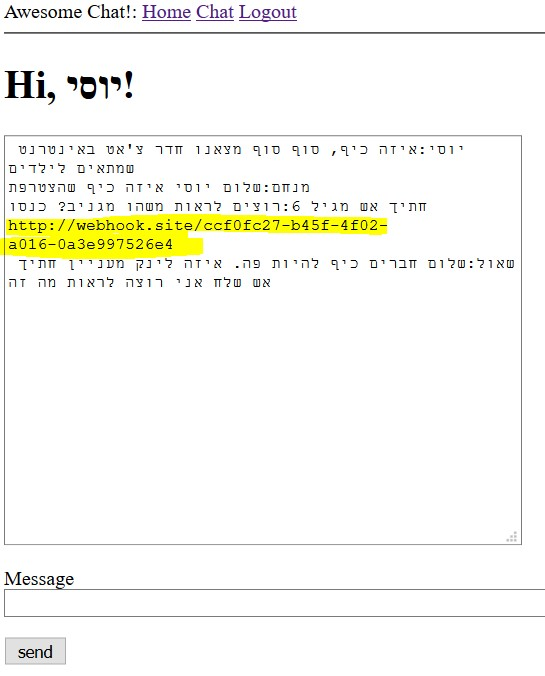 Awesome Chat!: Home Chat Logout
Hi, יוסי!
יוסי:איזה כיף, סוף סוף מצאנו חדר צ'אט באינטרנט
שמתאים לילדים
מנחם:שלום יוסי איזה כיף שהצטרפת
חתיך אש מגיל 6:רוצים לראות משהו מגניב? כנסו
http://webhook.site/ccf0fc27-b45f-4f02-
a016-0a3e997526e4
שאול:שלום חברים כיף להיות פה. איזה לינק מעניין חתיך
אש שלח אני רוצה לראות מה זה
Message
send